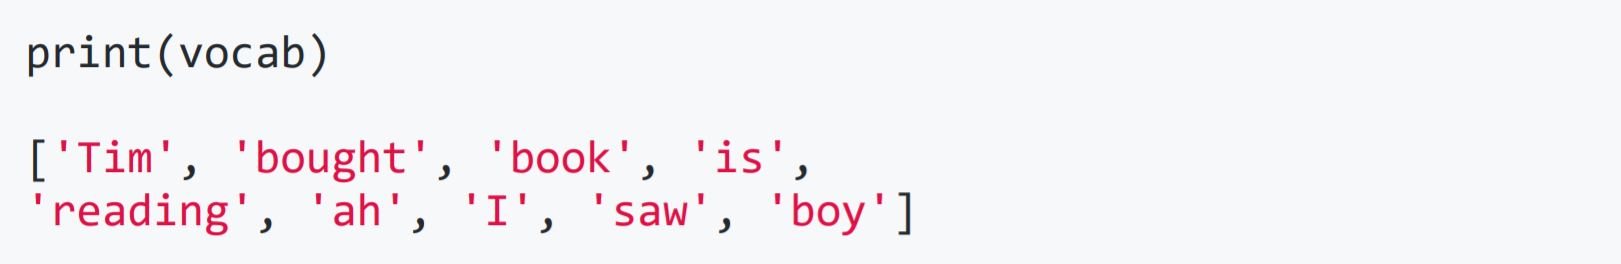 print(vocab)
['Tim', 'bought', 'book', 'is',
'reading', 'ah', 'I', 'saw', 'boy']